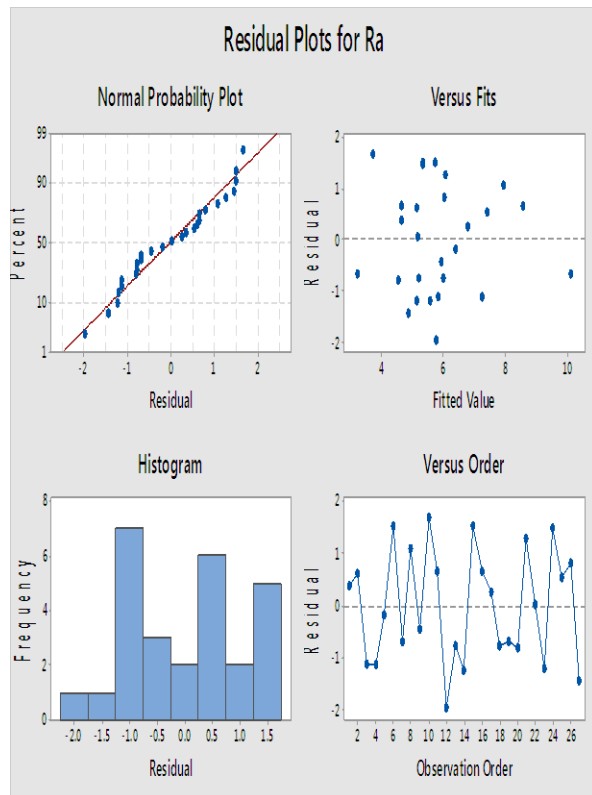 Residual Plots for Ra
Normal Probability Plot
99
90
50
10
1
Percent
-2 -1 0 1 2
Residual
Versus Fits
2
1
0
-1
-2
Residual
4 6 8 10
Fitted Value
Histogram
8
6
4
2
0
Frequency
-2.0 -1.5 -1.0 -0.5 0.0 0.5 1.0 1.5
Residual
Versus Order
2
1
0
-1
-2
Residual
2 4 6 8 10 12 14 16 18 20 22 24 26
Observation Order